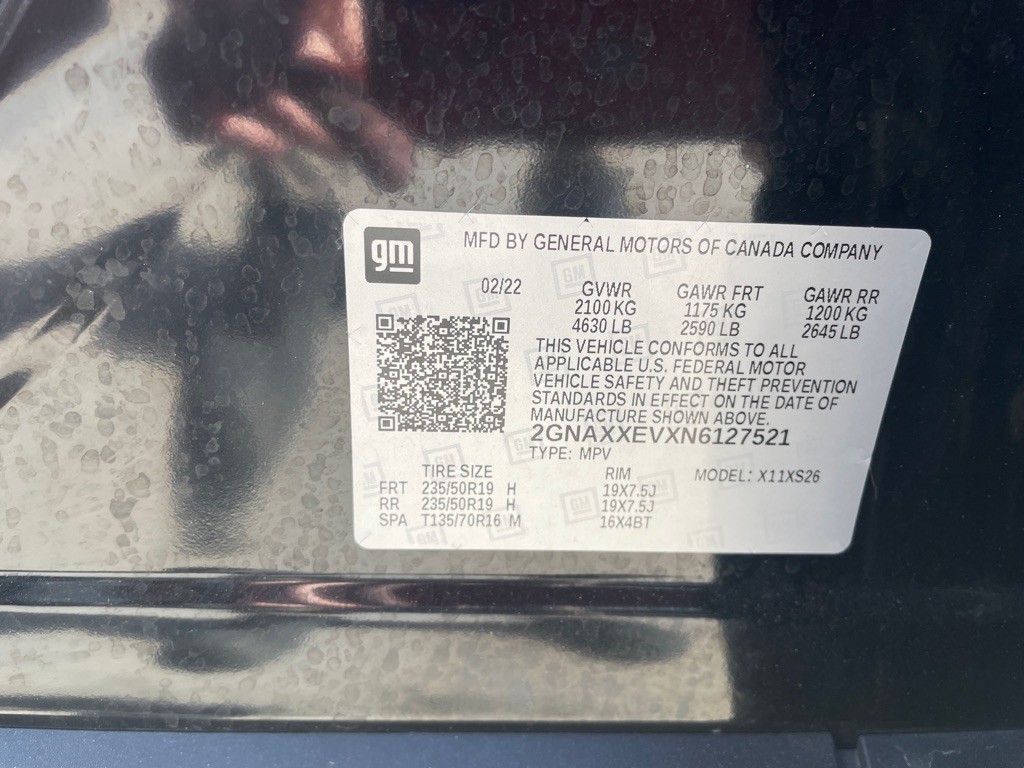 gm
MFD BY GENERAL MOTORS OF CANADA COMPANY
02/22 GVWR GAWR FRT GAWR RR
2100 KG 1175 KG 1200 KG
4630 LB 2590 LB 2645 LB
THIS VEHICLE CONFORMS TO ALL
APPLICABLE U.S. FEDERAL MOTOR
VEHICLE SAFETY AND THEFT PREVENTION
STANDARDS IN EFFECT ON THE DATE OF
MANUFACTURE SHOWN ABOVE.
2GNAXXEVXN6127521
TYPE: MPV
TIRE SIZE RIM MODEL: X11XS26
FRT 235/50R19 H 19X7.5J
RR 235/50R19 H 19X7.5J
SPA T135/70R16 M 16X4BT